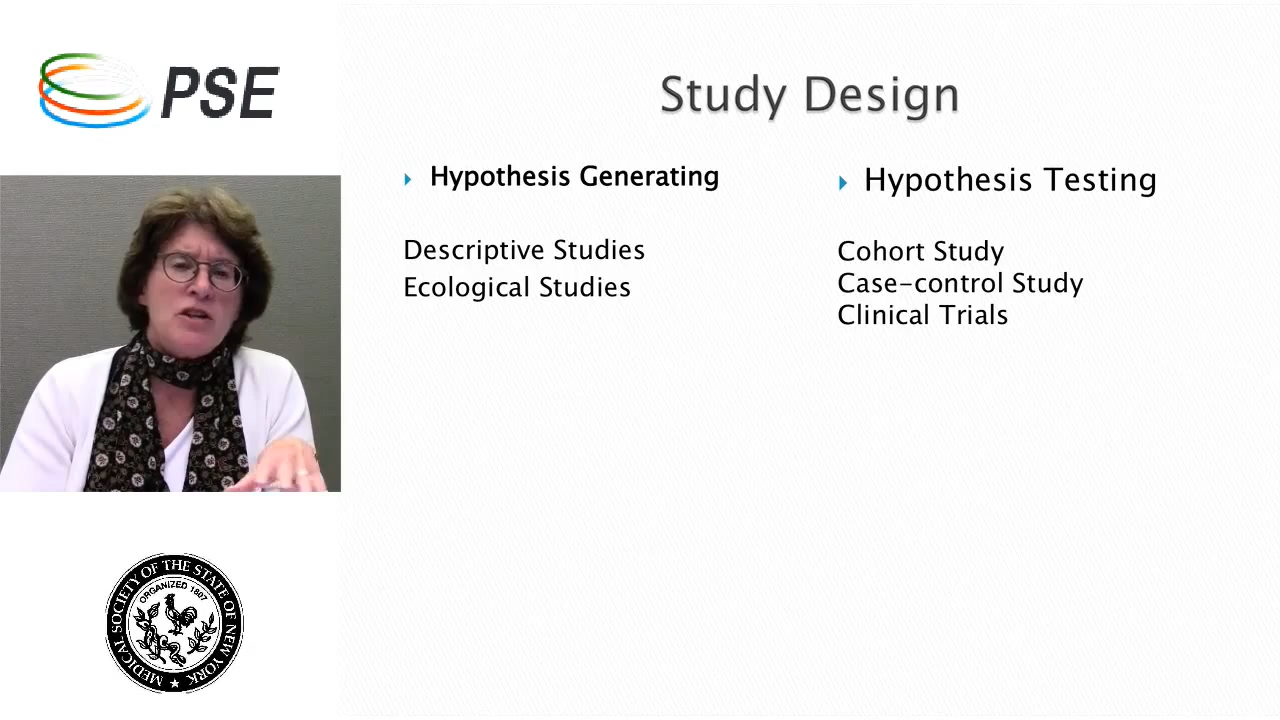 PSE
Study Design
Hypothesis Generating
Descriptive Studies
Ecological Studies
Hypothesis Testing
Cohort Study
Case-control Study
Clinical Trials
MEDICAL SOCIETY OF THE STATE OF NEW YORK
ORGANIZED 1807